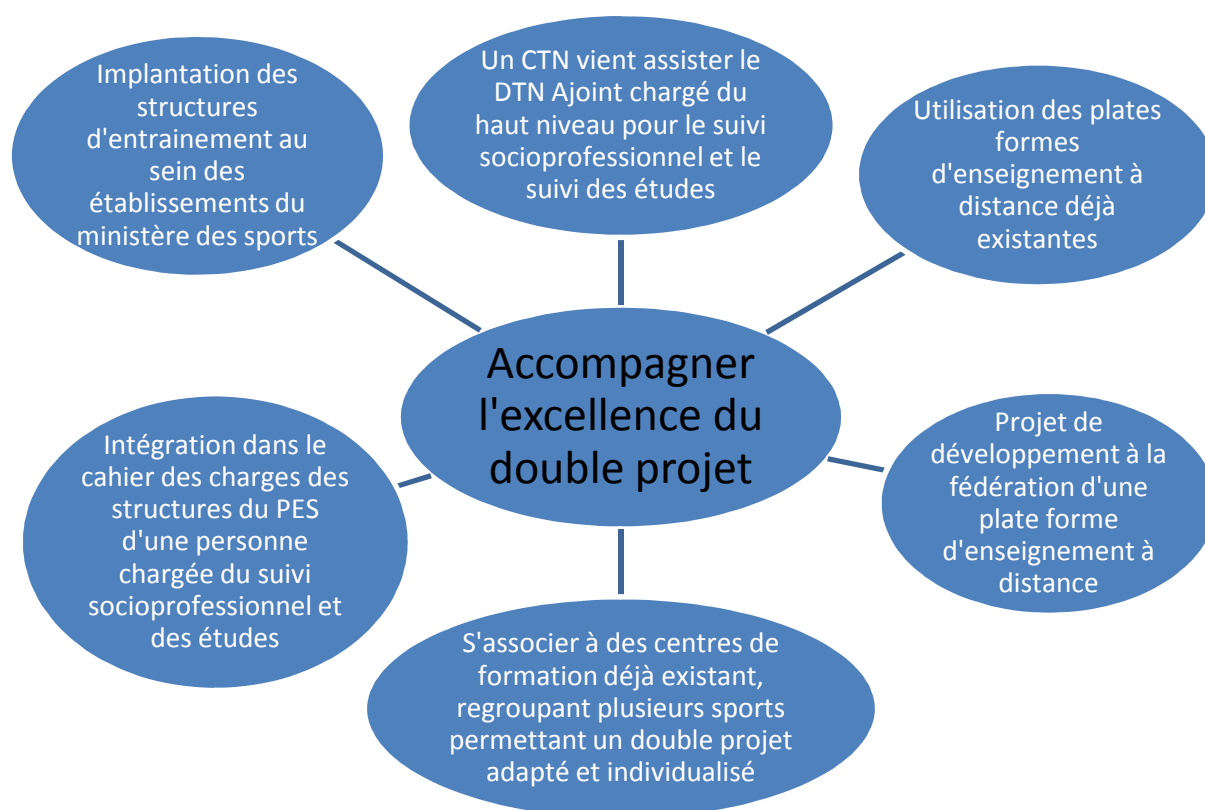 Implantation des
structures
d'entrainement au
sein des
établissements du
ministère des sports
Un CTN vient assister le
DTN Ajoint chargé du
haut niveau pour le suivi
socioprofessionnel et le
suivi des études
Utilisation des plates
formes
d'enseignement à
distance déjà
existantes
Accompagner
l'excellence du
double projet
Intégration dans le
cahier des charges des
structures du PES
d'une personne
chargée du suivi
socioprofessionnel et
des études
Projet de
développement à la
fédération d'une
plate forme
d'enseignement à
distance
S'associer à des centres de
formation déjà existant,
regroupant plusieurs sports
permettant un double projet
adapté et individualisé